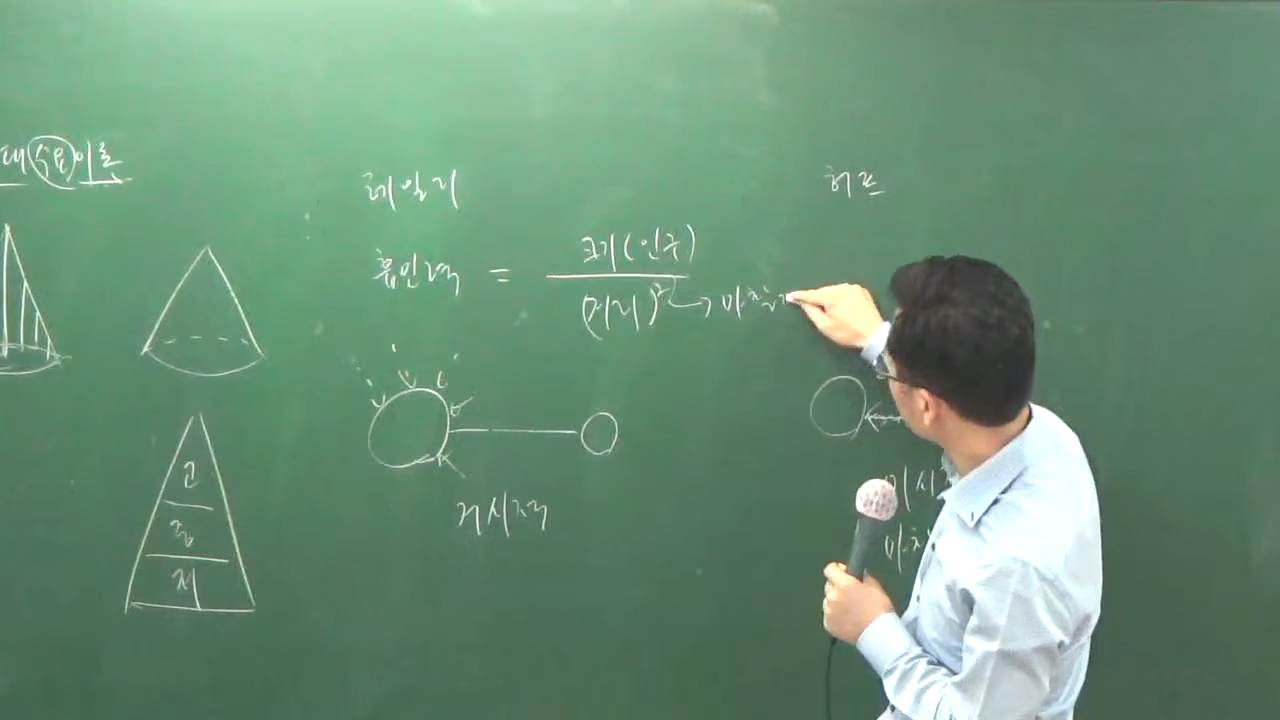 대수요이론
레일리
허프
흡인력 = 크기(인구)
(거리)² → 마찰계
고
중
저
거시적
미시
마찰